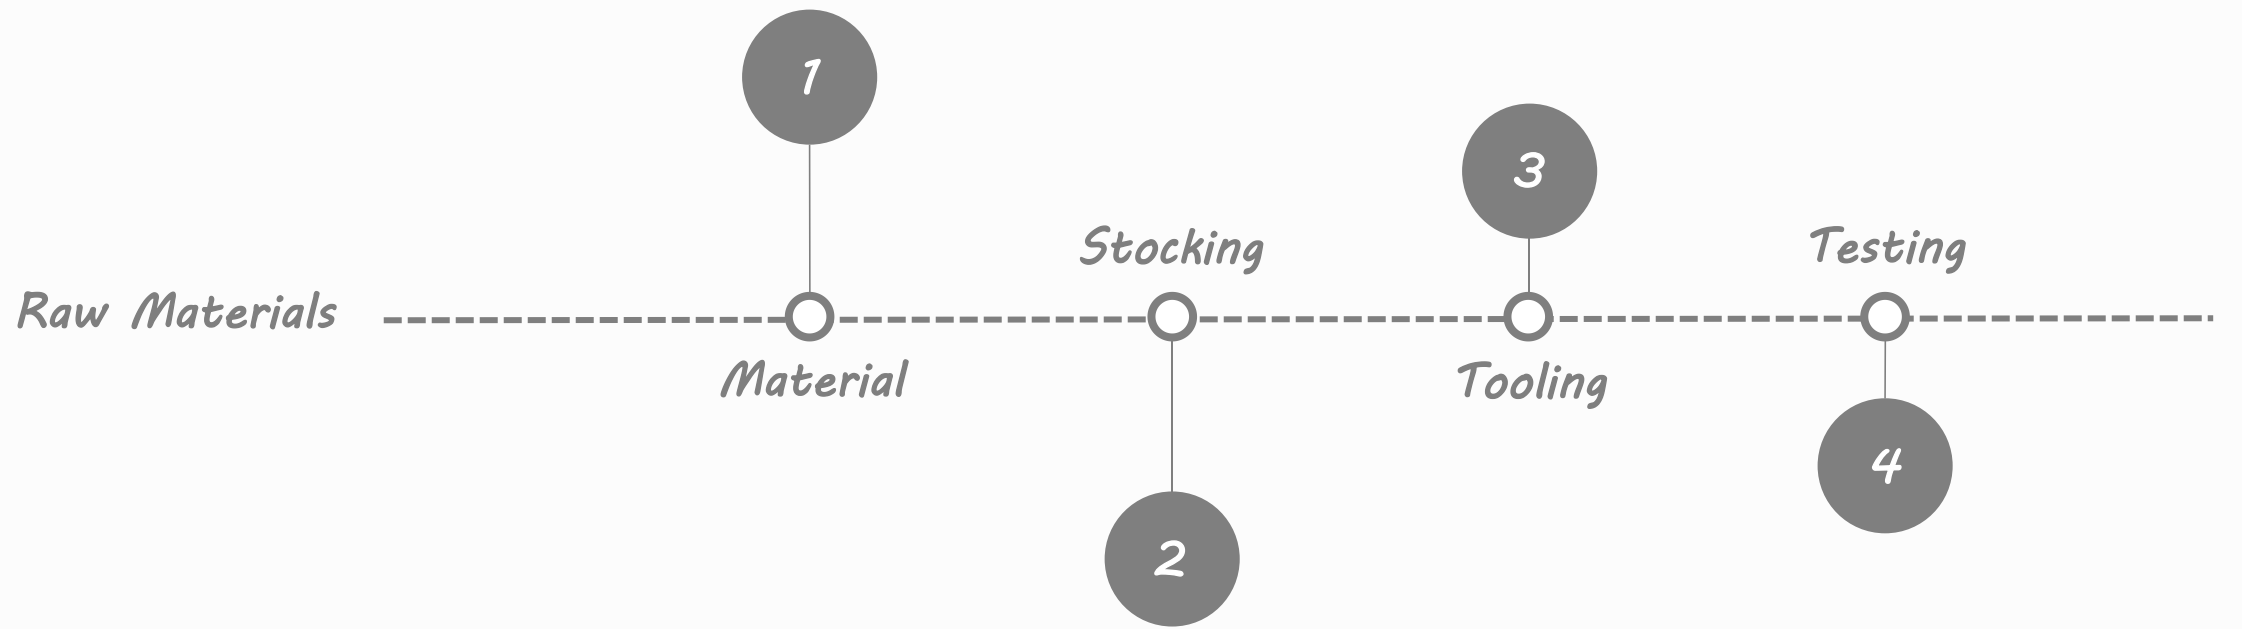 1
3
Stocking
Testing
Raw Materials
Material
Tooling
4
2